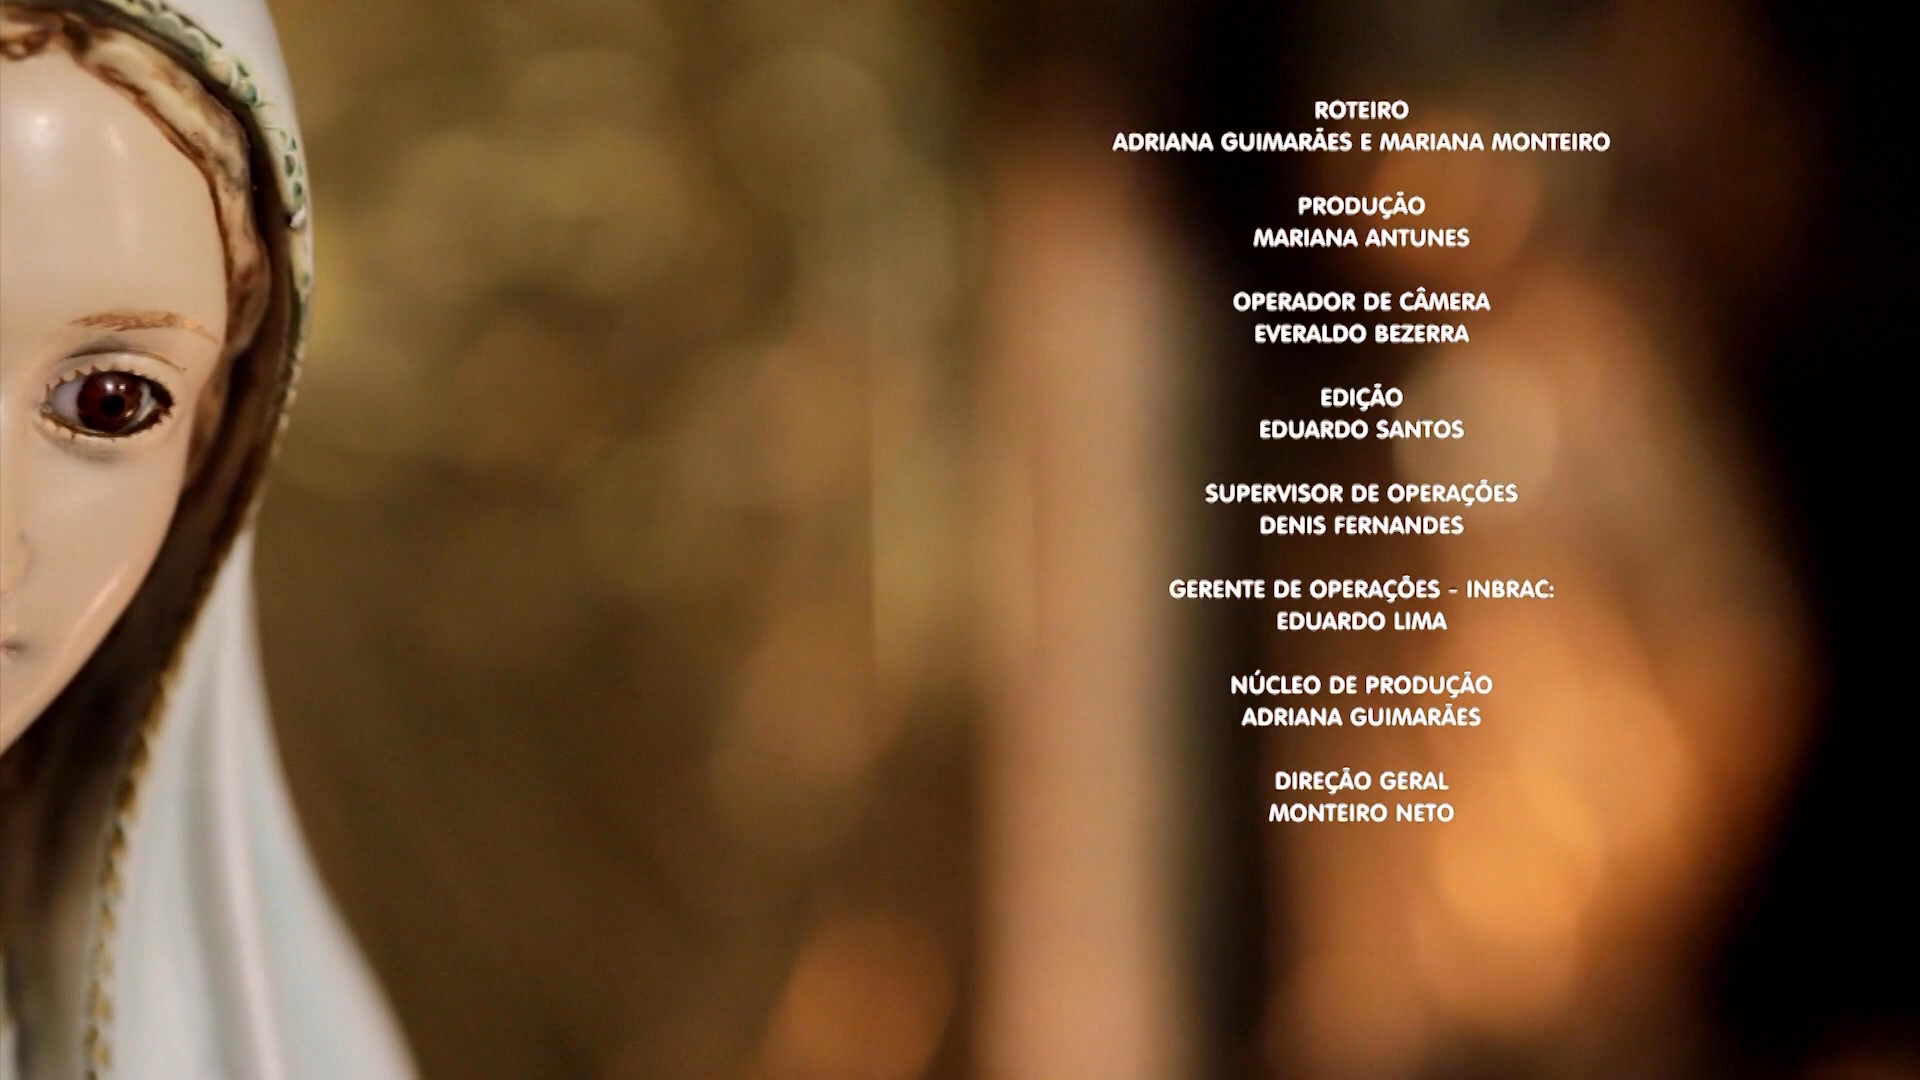 ROTEIRO
ADRIANA GUIMARÃES E MARIANA MONTEIRO
PRODUÇÃO
MARIANA ANTUNES
OPERADOR DE CÂMERA
EVERALDO BEZERRA
EDIÇÃO
EDUARDO SANTOS
SUPERVISOR DE OPERAÇÕES
DENIS FERNANDES
GERENTE DE OPERAÇÕES - INBRAC:
EDUARDO LIMA
NÚCLEO DE PRODUÇÃO
ADRIANA GUIMARÃES
DIREÇÃO GERAL
MONTEIRO NETO